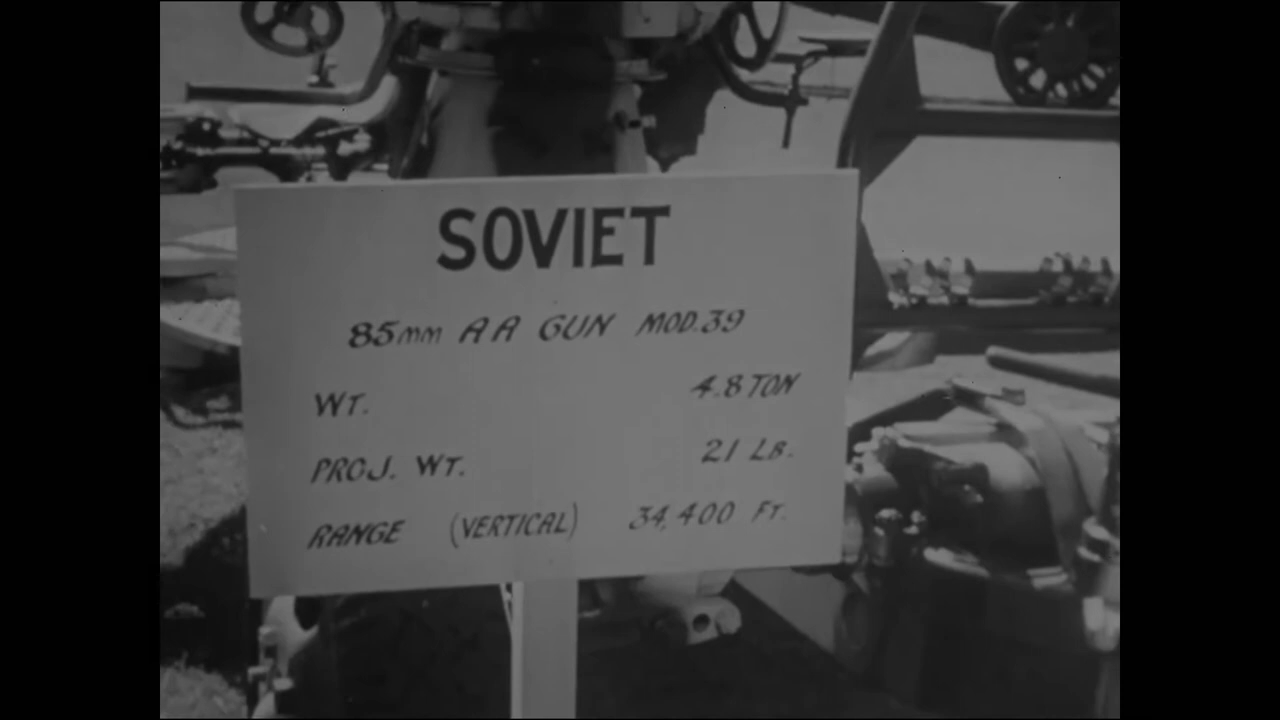 SOVIET
85mm AA GUN MOD.39
WT. 4.8 TON
PROJ. WT. 21 LB.
RANGE (VERTICAL) 34,400 FT.